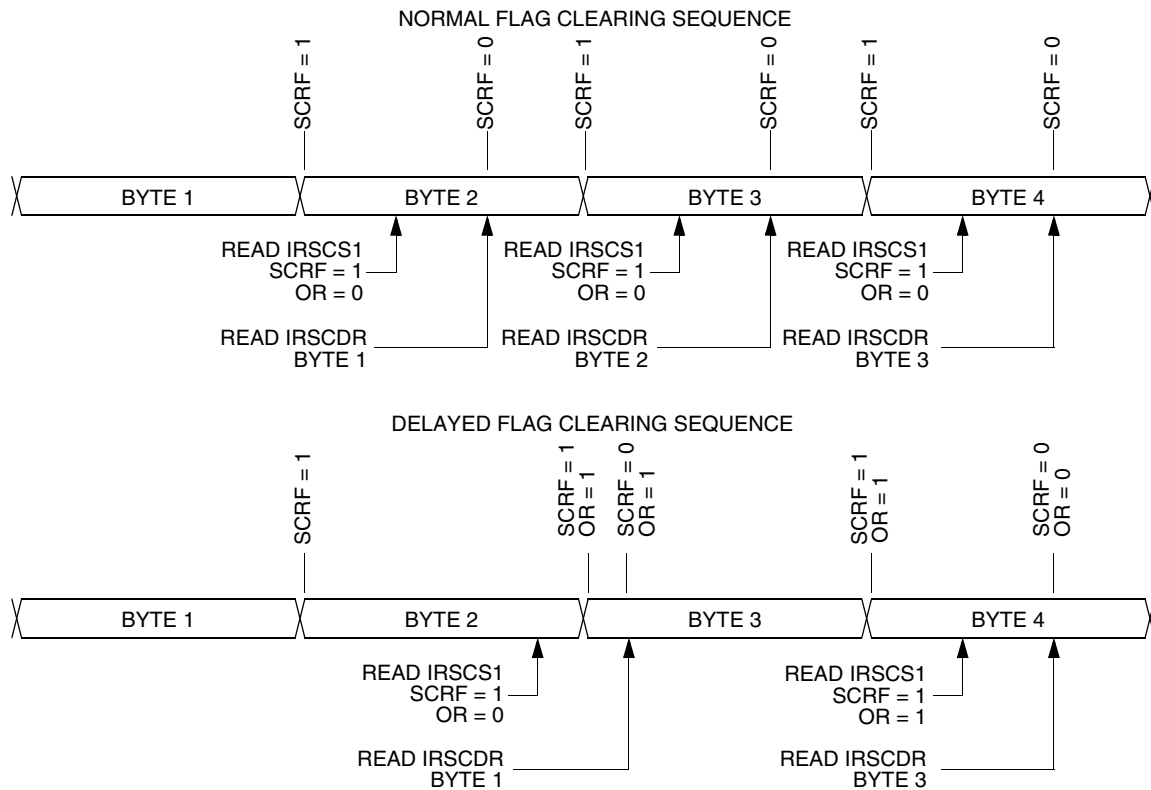 NORMAL FLAG CLEARING SEQUENCE
SCRF = 1
SCRF = 0
SCRF = 1
SCRF = 0
SCRF = 1
SCRF = 0
BYTE 1
BYTE 2
BYTE 3
BYTE 4
READ IRSCS1
SCRF = 1
OR = 0
READ IRSCS1
SCRF = 1
OR = 0
READ IRSCS1
SCRF = 1
OR = 0
READ IRSCDR
BYTE 1
READ IRSCDR
BYTE 2
READ IRSCDR
BYTE 3
DELAYED FLAG CLEARING SEQUENCE
SCRF = 1
SCRF = 1
OR = 1
SCRF = 0
OR = 1
SCRF = 1
OR = 1
SCRF = 0
OR = 0
BYTE 1
BYTE 2
BYTE 3
BYTE 4
READ IRSCS1
SCRF = 1
OR = 0
READ IRSCS1
SCRF = 1
OR = 1
READ IRSCDR
BYTE 1
READ IRSCDR
BYTE 3